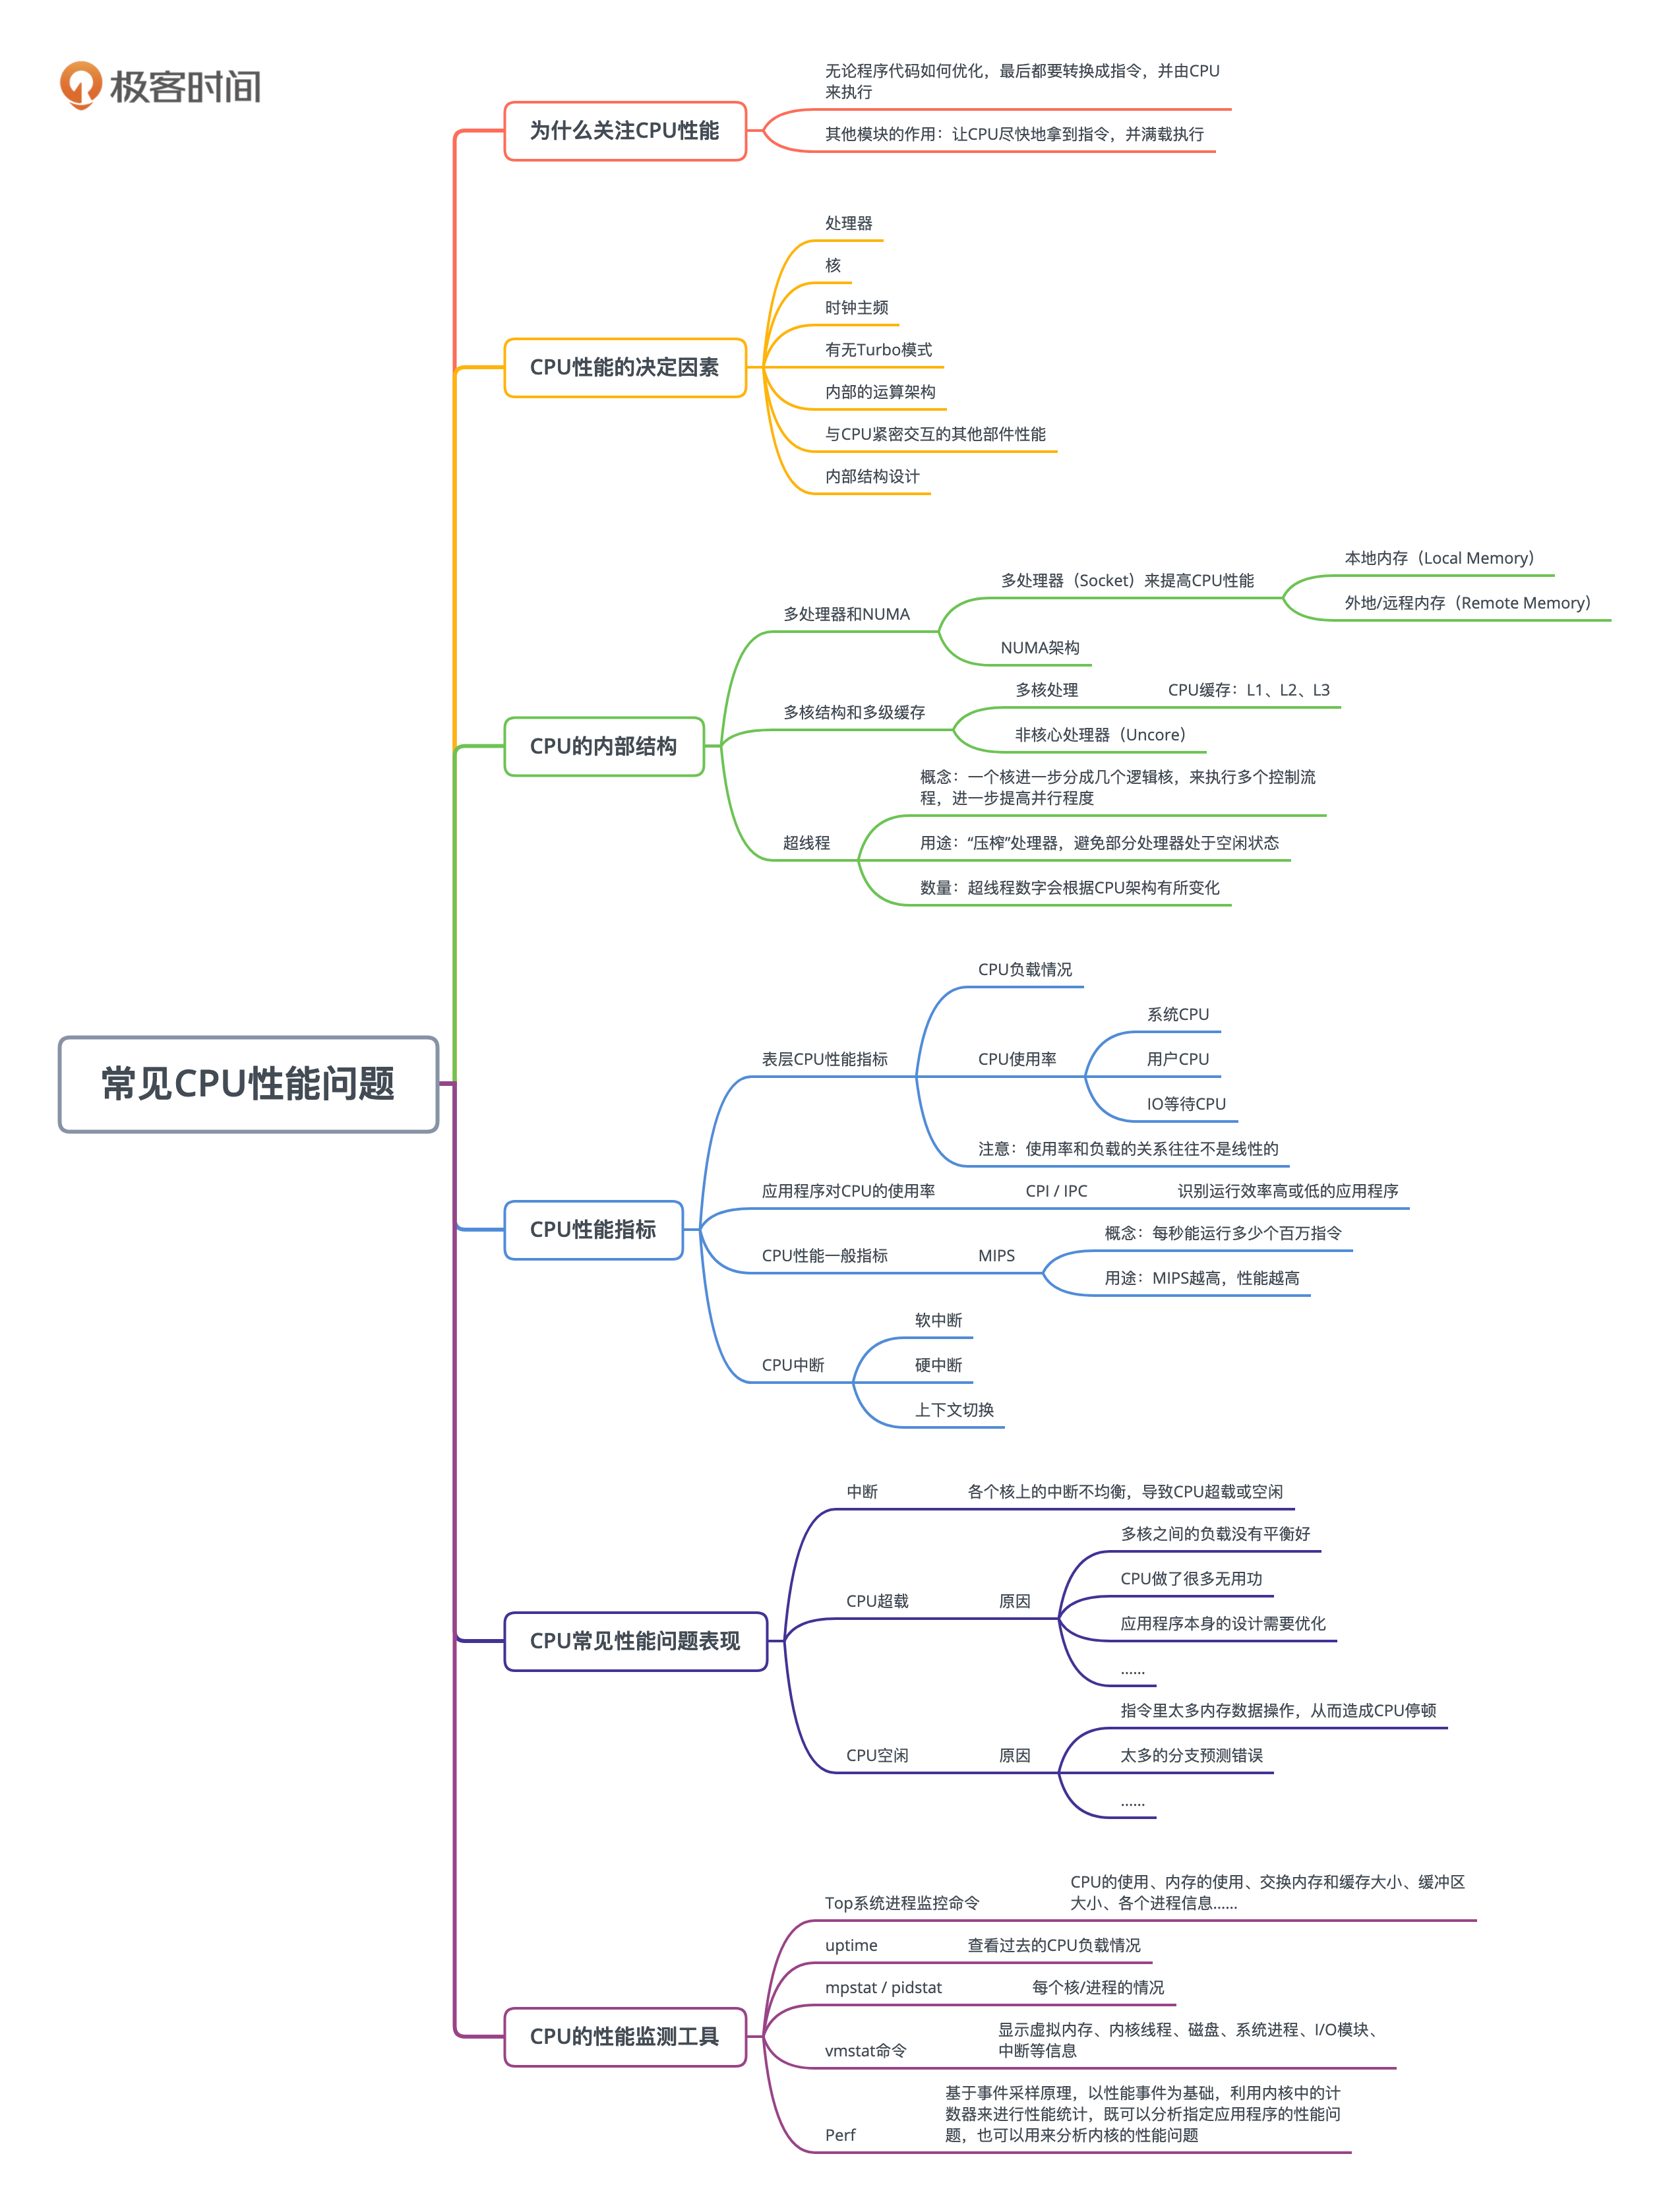 极客时间
常见CPU性能问题
为什么关注CPU性能
无论程序代码如何优化，最后都要转换成指令，并由CPU
来执行
其他模块的作用：让CPU尽快地拿到指令，并满载执行
CPU性能的决定因素
处理器
核
时钟主频
有无Turbo模式
内部的运算架构
与CPU紧密交互的其他部件性能
内部结构设计
CPU的内部结构
多处理器和NUMA
多处理器（Socket）来提高CPU性能
本地内存（Local Memory）
外地/远程内存（Remote Memory）
NUMA架构
多核结构和多级缓存
多核处理
CPU缓存：L1、L2、L3
非核心处理器（Uncore）
超线程
概念：一个核进一步分成几个逻辑核，来执行多个控制流
程，进一步提高并行程度
用途：“压榨”处理器，避免部分处理器处于空闲状态
数量：超线程数字会根据CPU架构有所变化
CPU性能指标
表层CPU性能指标
CPU负载情况
CPU使用率
系统CPU
用户CPU
IO等待CPU
注意：使用率和负载的关系往往不是线性的
应用程序对CPU的使用率
CPI / IPC
识别运行效率高或低的应用程序
CPU性能一般指标
MIPS
概念：每秒能运行多少个百万指令
用途：MIPS越高，性能越高
CPU中断
软中断
硬中断
上下文切换
CPU常见性能问题表现
中断
各个核上的中断不均衡，导致CPU超载或空闲
CPU超载
原因
多核之间的负载没有平衡好
CPU做了很多无用功
应用程序本身的设计需要优化
......
CPU空闲
原因
指令里太多内存数据操作，从而造成CPU停顿
太多的分支预测错误
......
CPU的性能监测工具
Top系统进程监控命令
CPU的使用、内存的使用、交换内存和缓存大小、缓冲区
大小、各个进程信息......
uptime
查看过去的CPU负载情况
mpstat / pidstat
每个核/进程的情况
vmstat命令
显示虚拟内存、内核线程、磁盘、系统进程、I/O模块、
中断等信息
Perf
基于事件采样原理，以性能事件为基础，利用内核中的计
数器来进行性能统计，既可以分析指定应用程序的性能问
题，也可以用来分析内核的性能问题